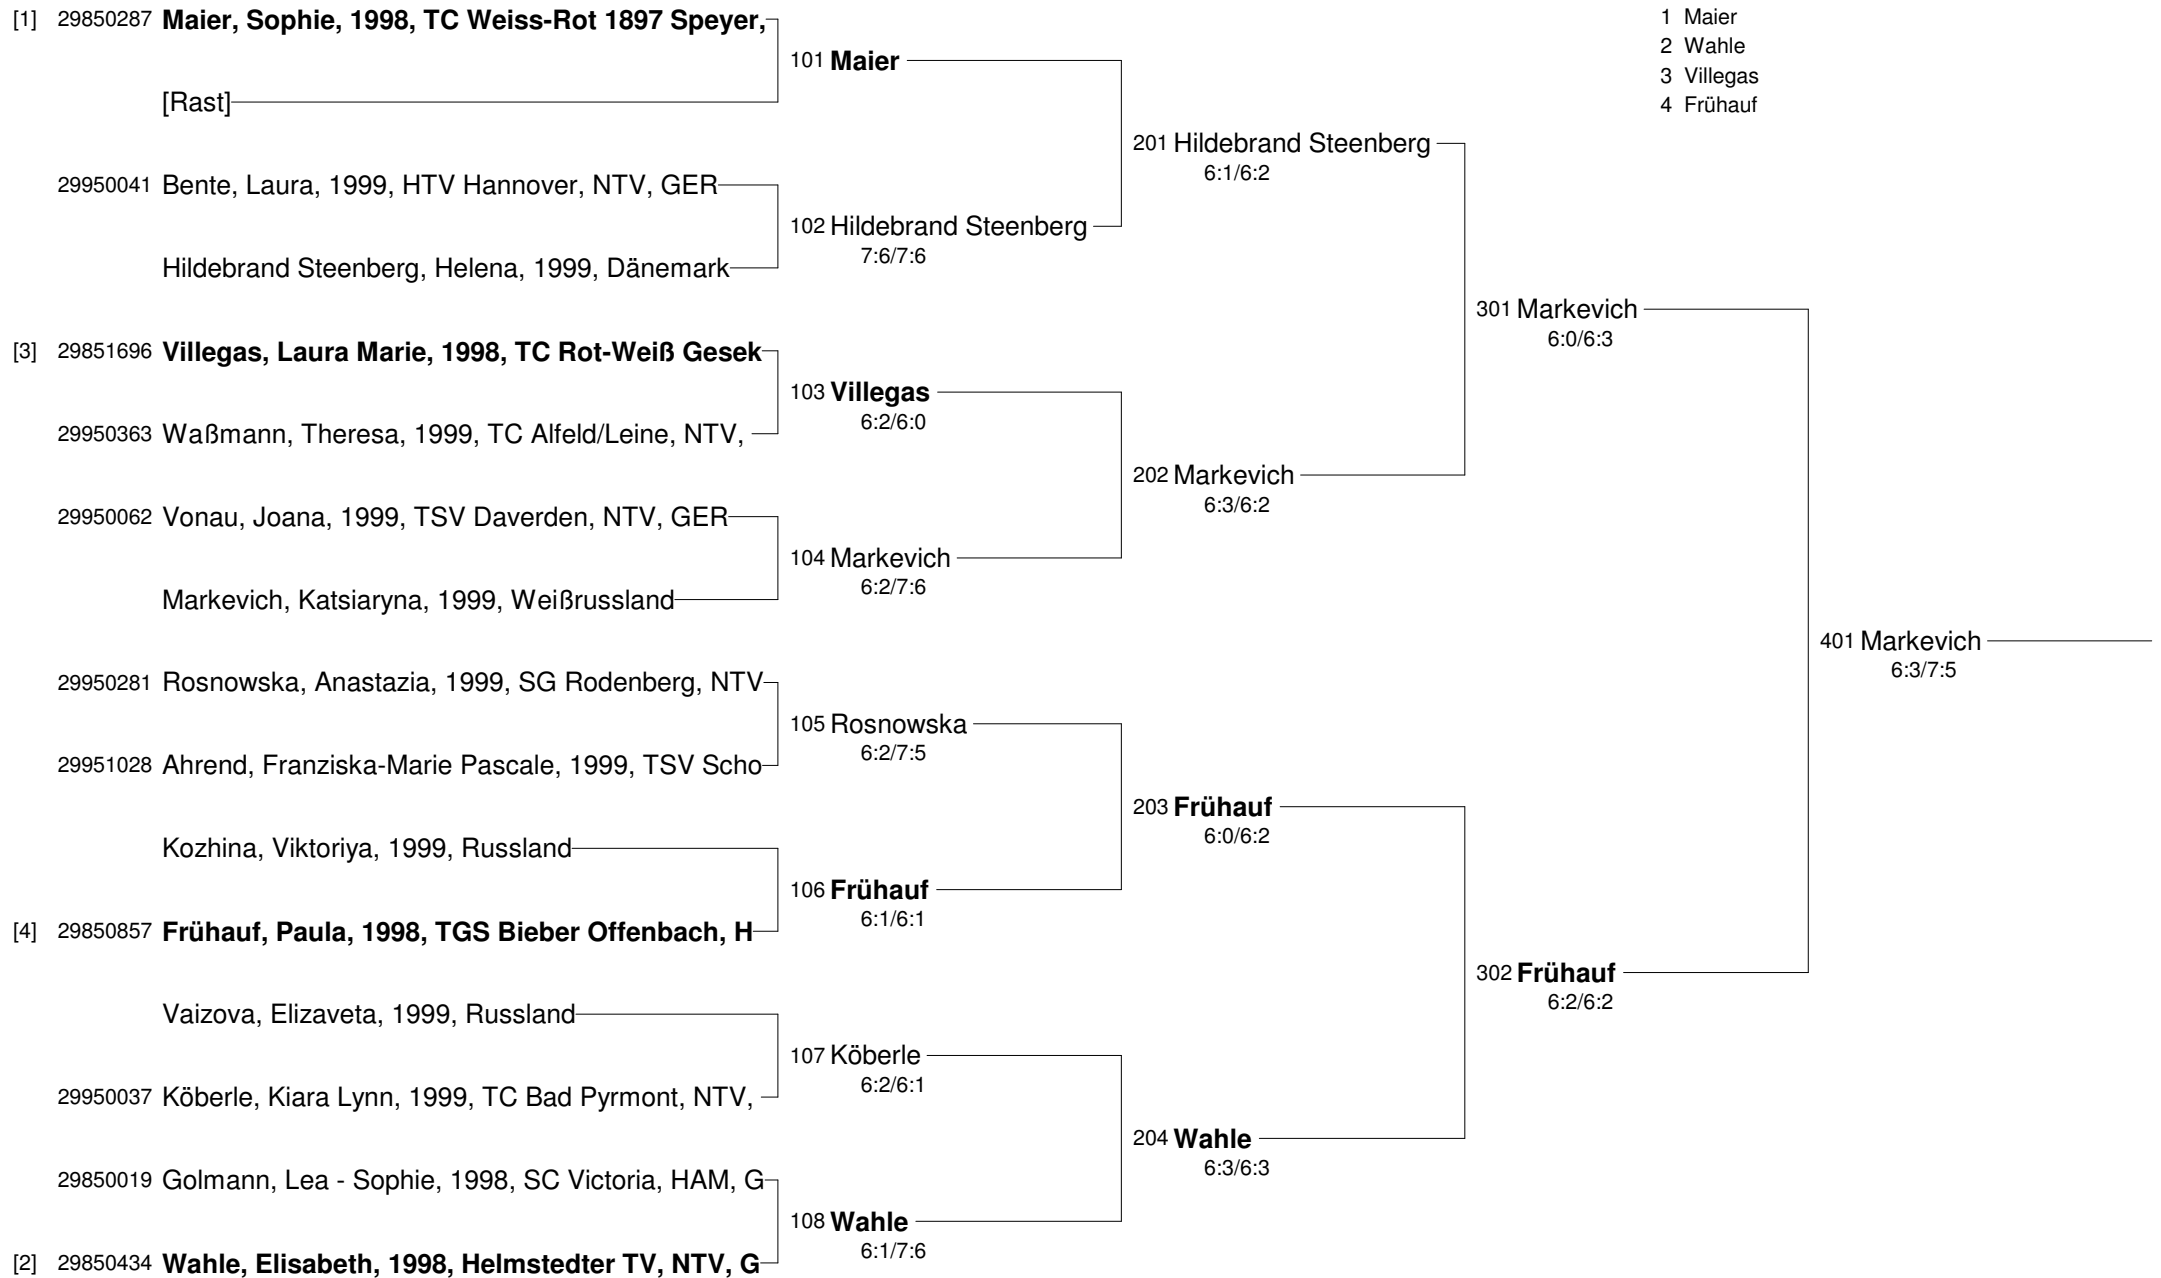 [1] 29850287 Maier, Sophie, 1998, TC Weiss-Rot 1897 Speyer,
[Rast]
29950041 Bente, Laura, 1999, HTV Hannover, NTV, GER
Hildebrand Steenberg, Helena, 1999, Dänemark
[3] 29851696 Villegas, Laura Marie, 1998, TC Rot-Weiß Gesek
29950363 Waßmann, Theresa, 1999, TC Alfeld/Leine, NTV,
29950062 Vonau, Joana, 1999, TSV Daverden, NTV, GER
Markevich, Katsiaryna, 1999, Weißrussland
29950281 Rosnowska, Anastazia, 1999, SG Rodenberg, NTV
29951028 Ahrend, Franziska-Marie Pascale, 1999, TSV Scho
Kozhina, Viktoriya, 1999, Russland
[4] 29850857 Frühauf, Paula, 1998, TGS Bieber Offenbach, H
Vaizova, Elizaveta, 1999, Russland
29950037 Köberle, Kiara Lynn, 1999, TC Bad Pyrmont, NTV,
29850019 Golmann, Lea - Sophie, 1998, SC Victoria, HAM, G
[2] 29850434 Wahle, Elisabeth, 1998, Helmstedter TV, NTV, G
101 Maier
102 Hildebrand Steenberg
7:6/7:6
103 Villegas
6:2/6:0
104 Markevich
6:2/7:6
105 Rosnowska
6:2/7:5
106 Frühauf
6:1/6:1
107 Köberle
6:2/6:1
108 Wahle
6:1/7:6
201 Hildebrand Steenberg
6:1/6:2
202 Markevich
6:3/6:2
203 Frühauf
6:0/6:2
204 Wahle
6:3/6:3
301 Markevich
6:0/6:3
302 Frühauf
6:2/6:2
401 Markevich
6:3/7:5
1 Maier
2 Wahle
3 Villegas
4 Frühauf